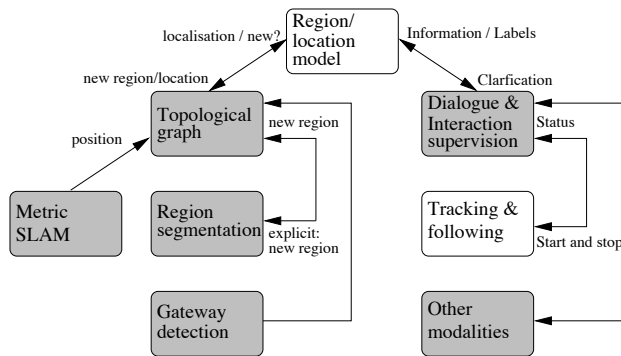 localisation / new?
Region/
location
model
Information / Labels
new region/location
Clarfication
Topological
graph
new region
Dialogue &
Interaction
supervision
Status
position
Metric
SLAM
Region
segmentation
explicit:
new region
Tracking &
following
Start and stop
Gateway
detection
Other
modalities